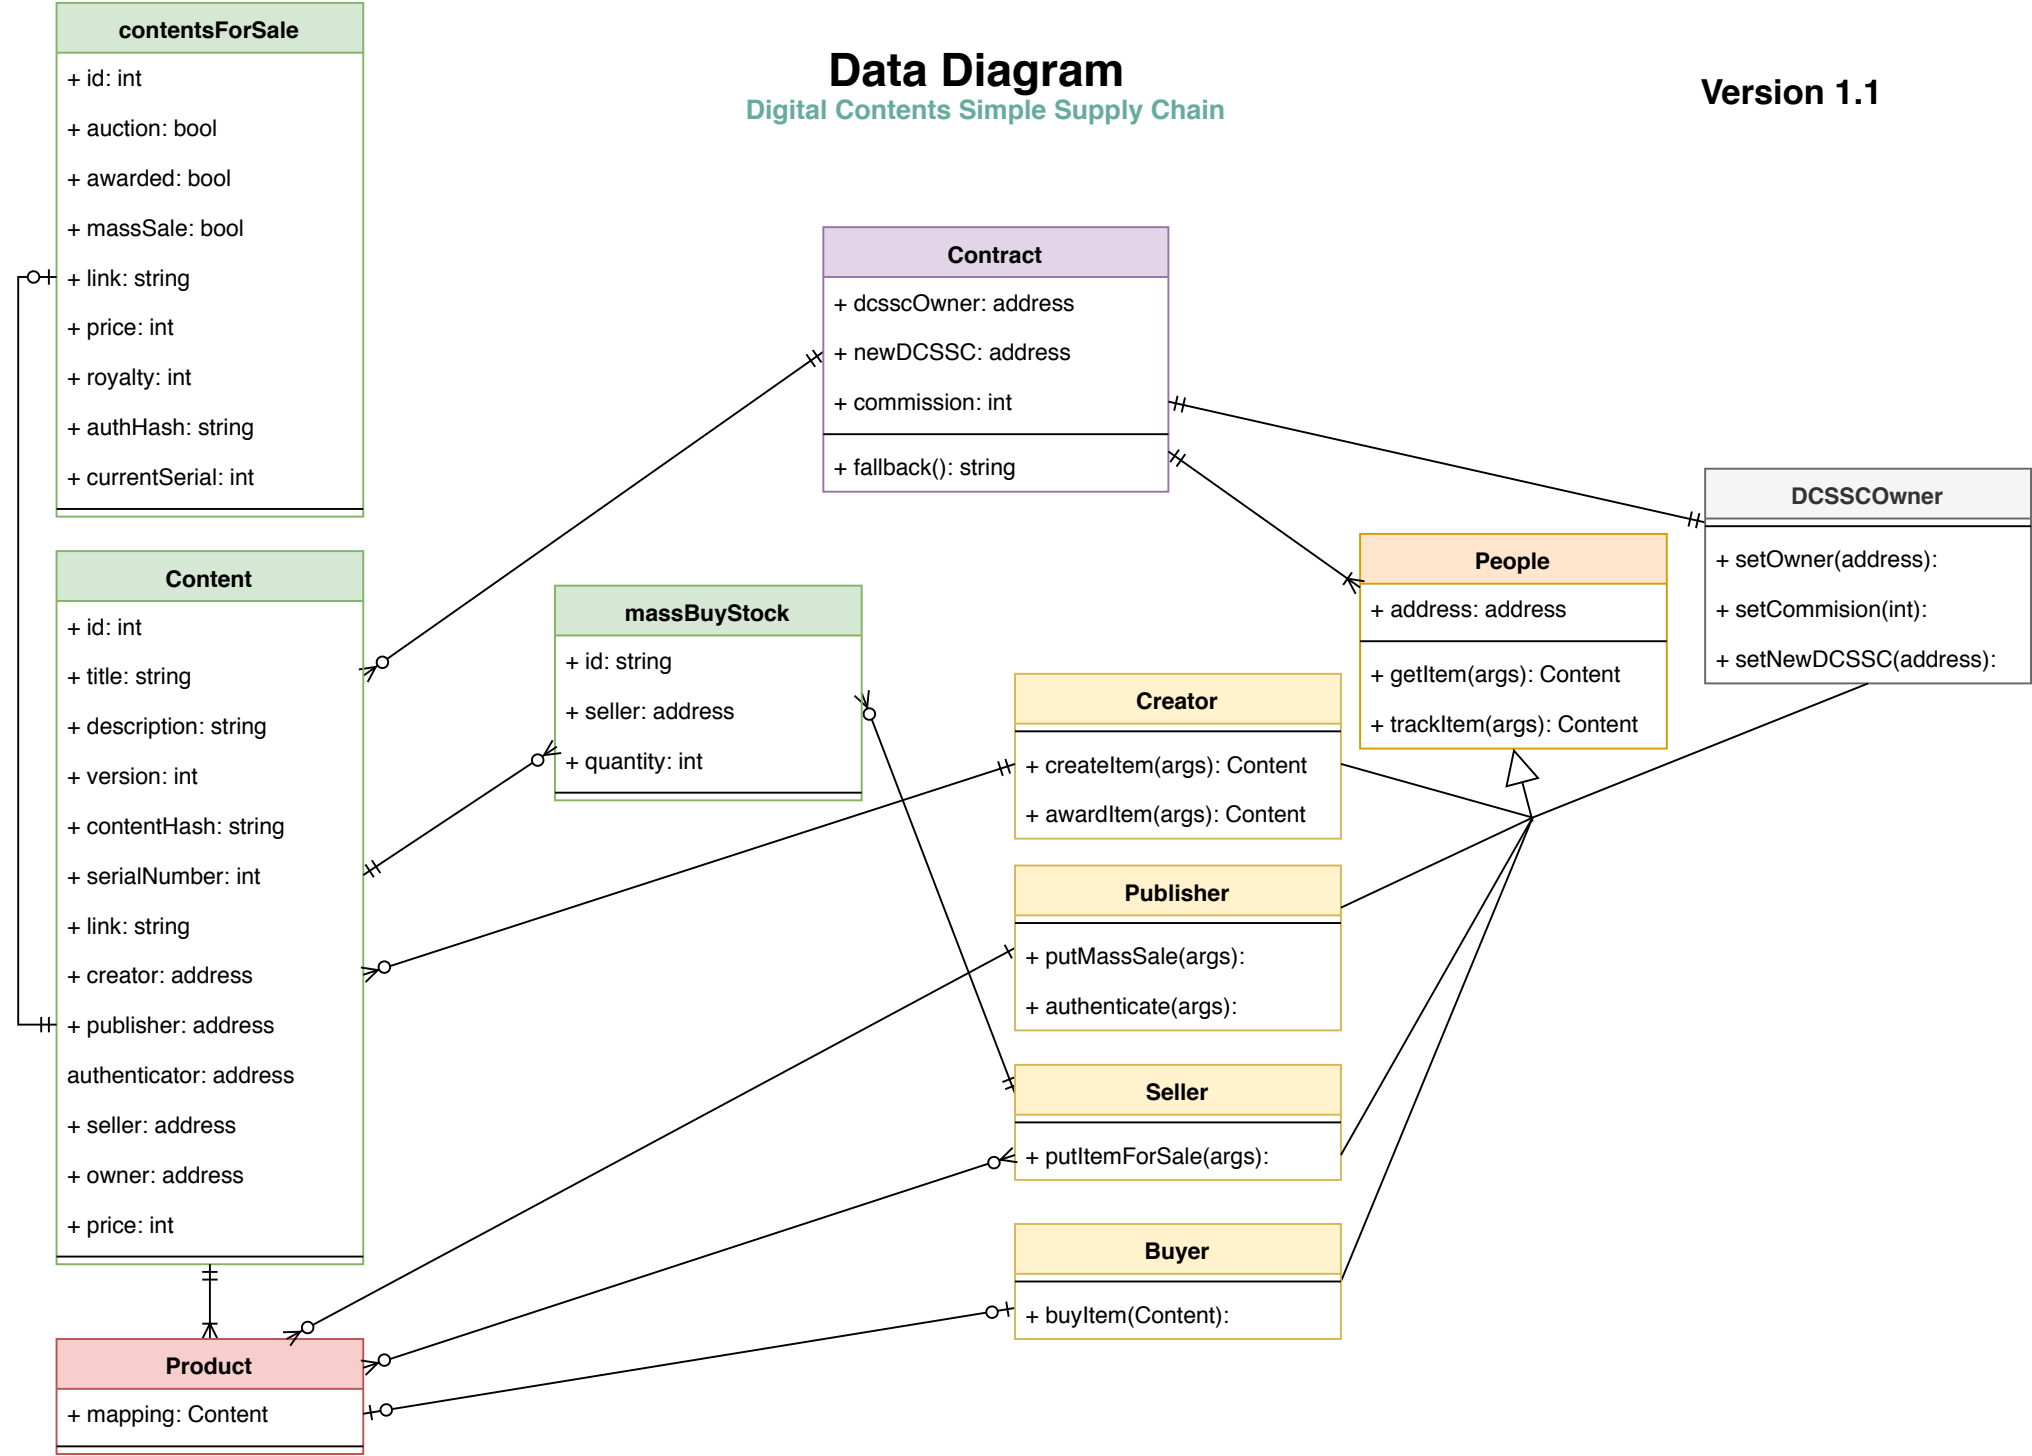 Data Diagram
Digital Contents Simple Supply Chain
Version 1.1
contentsForSale
+ id: int
+ auction: bool
+ awarded: bool
+ massSale: bool
+ link: string
+ price: int
+ royalty: int
+ authHash: string
+ currentSerial: int
Content
+ id: int
+ title: string
+ description: string
+ version: int
+ contentHash: string
+ serialNumber: int
+ link: string
+ creator: address
+ publisher: address
authenticator: address
+ seller: address
+ owner: address
+ price: int
Product
+ mapping: Content
massBuyStock
+ id: string
+ seller: address
+ quantity: int
Contract
+ dcsscOwner: address
+ newDCSSC: address
+ commission: int
+ fallback(): string
Creator
+ createItem(args): Content
+ awardItem(args): Content
Publisher
+ putMassSale(args):
+ authenticate(args):
Seller
+ putItemForSale(args):
Buyer
+ buyItem(Content):
People
+ address: address
+ getItem(args): Content
+ trackItem(args): Content
DCSSCOwner
+ setOwner(address):
+ setCommision(int):
+ setNewDCSSC(address):